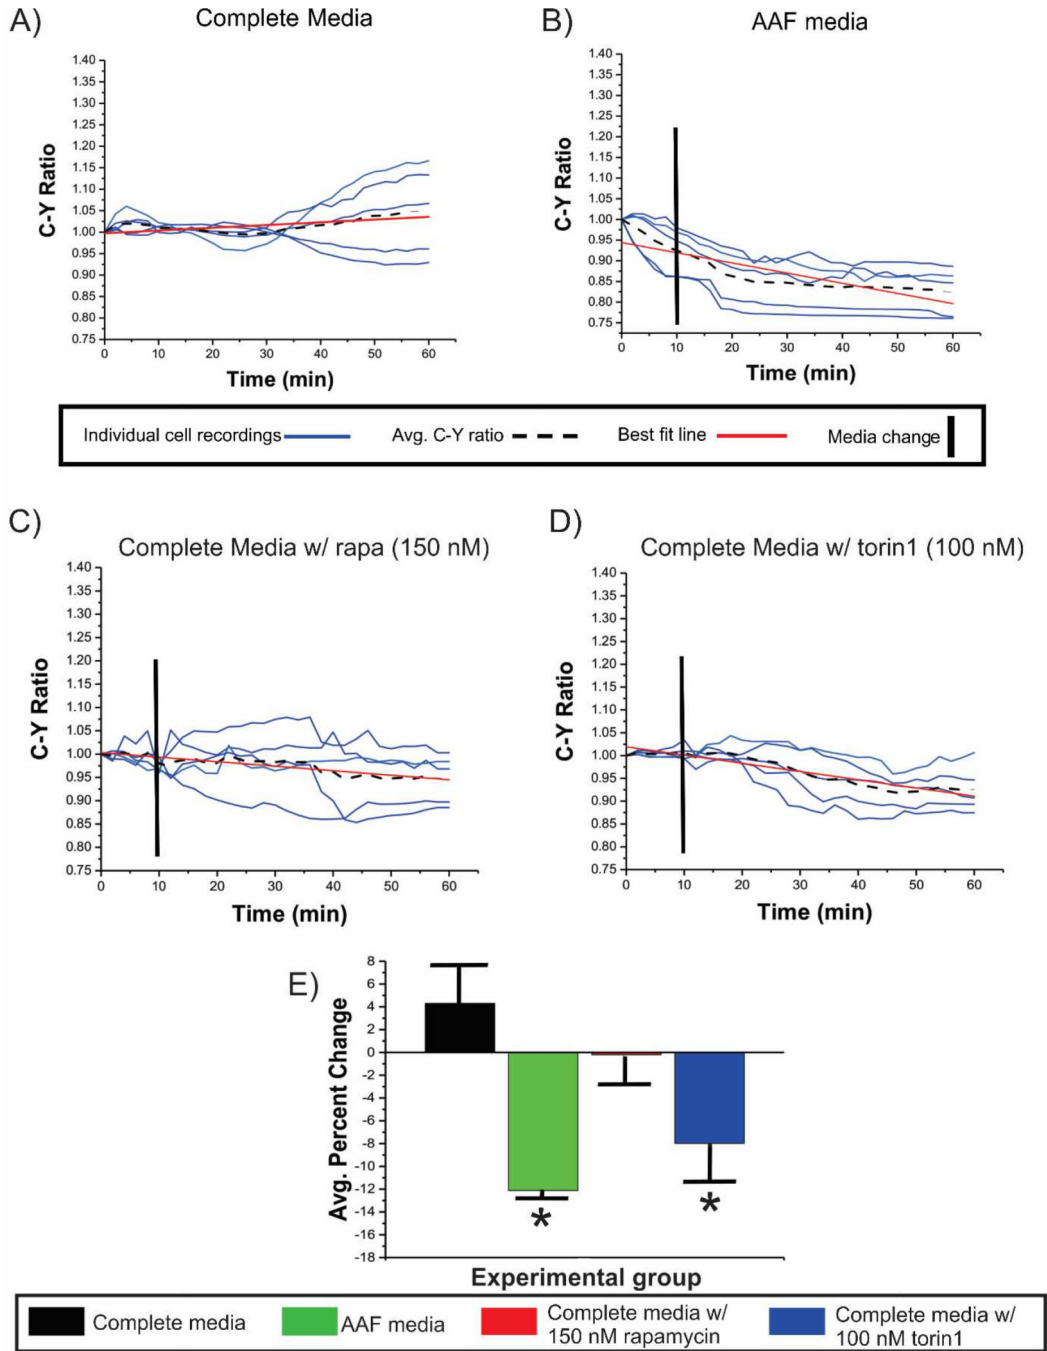 A)
Complete Media
C-Y Ratio
1.40
1.35
1.30
1.25
1.20
1.15
1.10
1.05
1.00
0.95
0.90
0.85
0.80
0.75
0 10 20 30 40 50 60
Time (min)
B)
AAF media
C-Y Ratio
1.40
1.35
1.30
1.25
1.20
1.15
1.10
1.05
1.00
0.95
0.90
0.85
0.80
0.75
0 10 20 30 40 50 60
Time (min)
Individual cell recordings Avg. C-Y ratio Best fit line Media change
C)
Complete Media w/ rapa (150 nM)
C-Y Ratio
1.40
1.35
1.30
1.25
1.20
1.15
1.10
1.05
1.00
0.95
0.90
0.85
0.80
0.75
0 10 20 30 40 50 60
Time (min)
D)
Complete Media w/ torin1 (100 nM)
C-Y Ratio
1.40
1.35
1.30
1.25
1.20
1.15
1.10
1.05
1.00
0.95
0.90
0.85
0.80
0.75
0 10 20 30 40 50 60
Time (min)
E)
Avg. Percent Change
8
6
4
2
0
-2
-4
-6
-8
-10
-12
-14
-16
-18
*
*
Experimental group
Complete media
AAF media
Complete media w/
150 nM rapamycin
Complete media w/
100 nM torin1